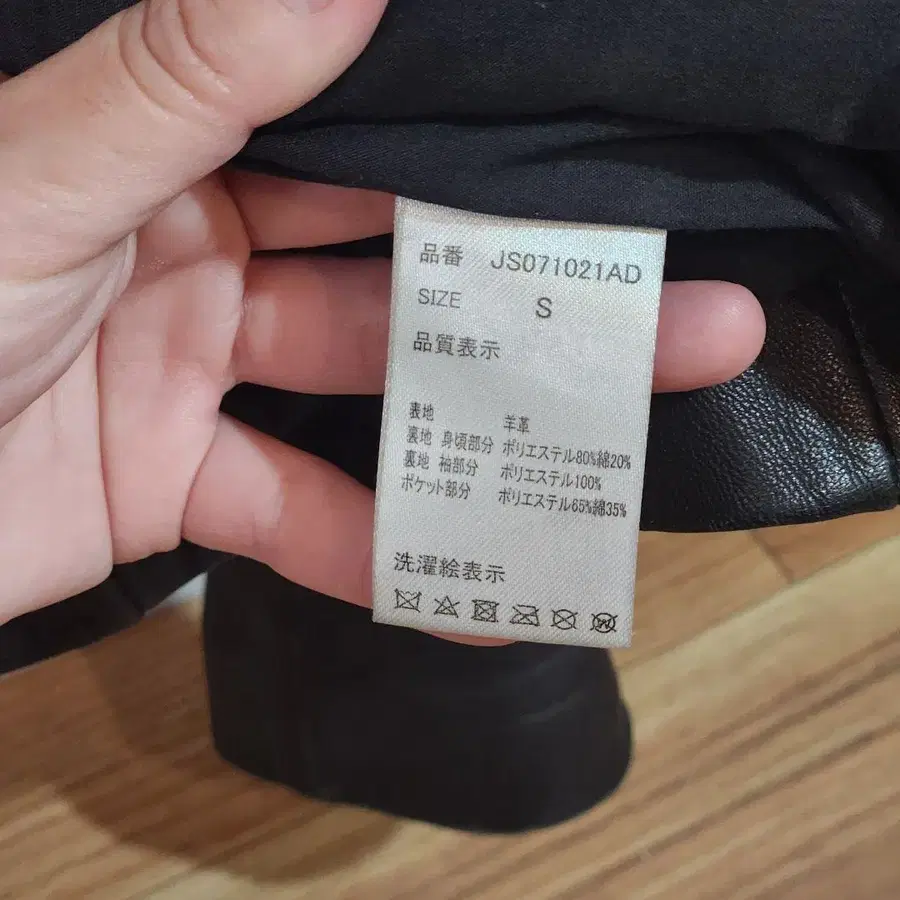 品番 JS071021AD
SIZE S
品質表示
表地 羊革
裏地 身頃部分 ポリエステル80%綿20%
裏地 袖部分 ポリエステル100%
ポケット部分 ポリエステル65%綿35%
洗濯絵表示